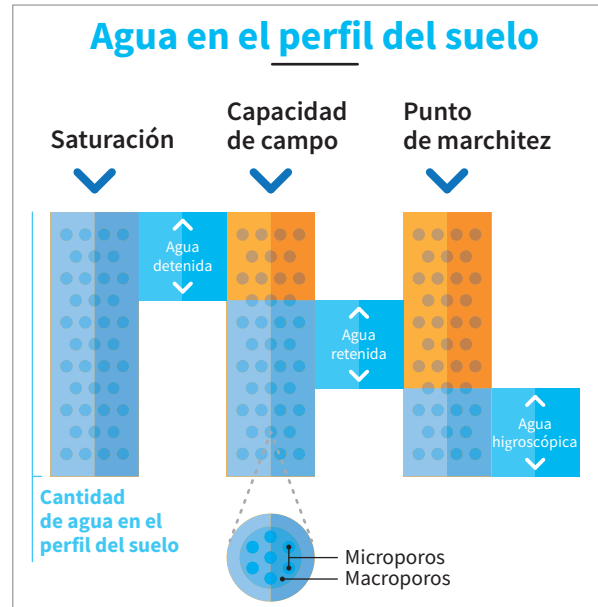 Agua en el perfil del suelo
Saturación
Capacidad
de campo
Punto
de marchitez
Agua
detenida
Agua
retenida
Agua
higroscópica
Cantidad
de agua en el
perfil del suelo
Microporos
Macroporos